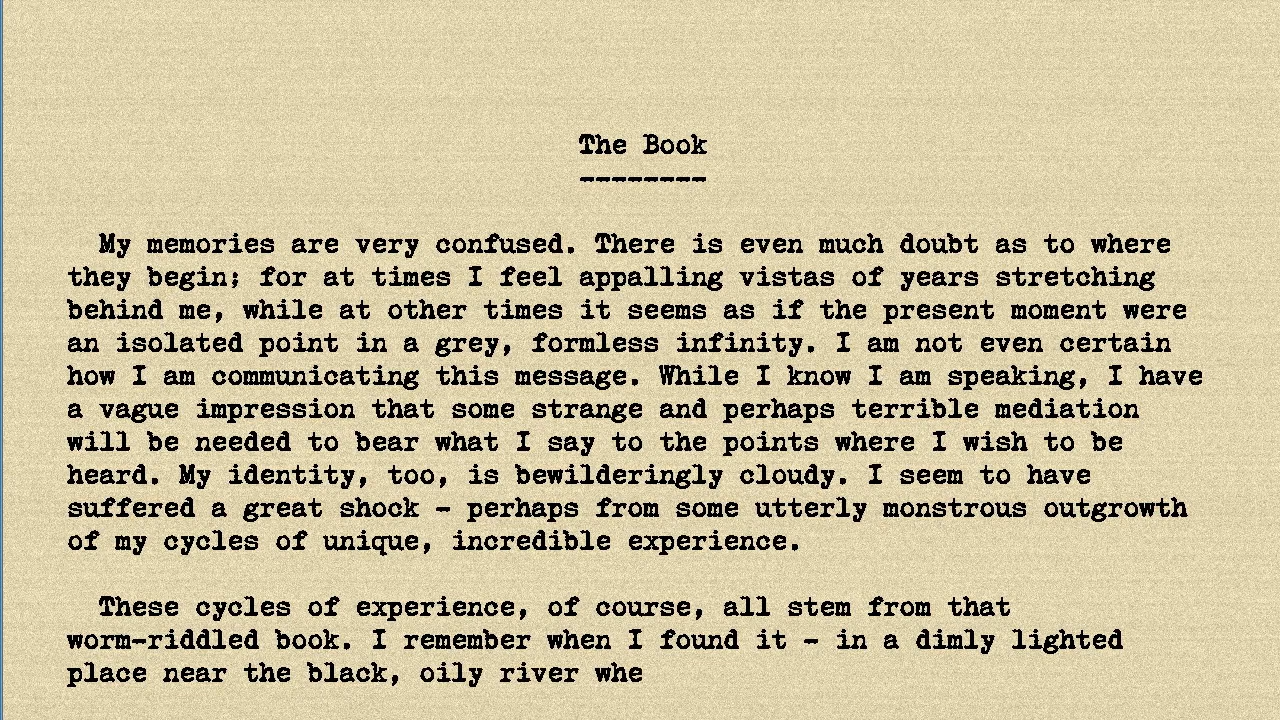 The Book
--------
My memories are very confused. There is even much doubt as to where
they begin; for at times I feel appalling vistas of years stretching
behind me, while at other times it seems as if the present moment were
an isolated point in a grey, formless infinity. I am not even certain
how I am communicating this message. While I know I am speaking, I have
a vague impression that some strange and perhaps terrible mediation
will be needed to bear what I say to the points where I wish to be
heard. My identity, too, is bewilderingly cloudy. I seem to have
suffered a great shock - perhaps from some utterly monstrous outgrowth
of my cycles of unique, incredible experience.
These cycles of experience, of course, all stem from that
worm-riddled book. I remember when I found it - in a dimly lighted
place near the black, oily river whe